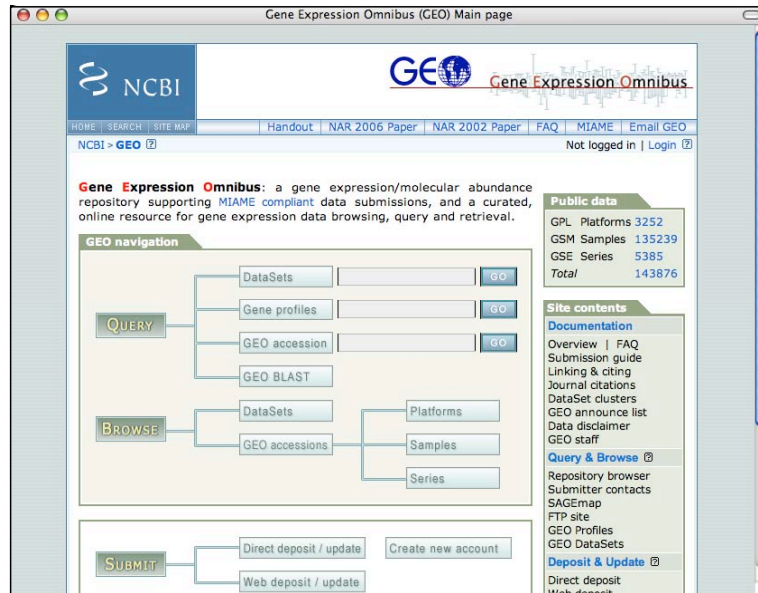 Gene Expression Omnibus (GEO) Main page
NCBI
GEO
Gene Expression Omnibus
HOME | SEARCH | SITE MAP
Handout | NAR 2006 Paper | NAR 2002 Paper | FAQ | MIAME | Email GEO
NCBI > GEO [?]
Not logged in | Login [?]
Gene Expression Omnibus: a gene expression/molecular abundance
repository supporting MIAME compliant data submissions, and a curated,
online resource for gene expression data browsing, query and retrieval.
GEO navigation
QUERY
DataSets GO
Gene profiles GO
GEO accession GO
GEO BLAST
BROWSE
DataSets
GEO accessions
Platforms
Samples
Series
SUBMIT
Direct deposit / update
Create new account
Web deposit / update
Public data
GPL Platforms 3252
GSM Samples 135239
GSE Series 5385
Total 143876
Site contents
Documentation
Overview | FAQ
Submission guide
Linking & citing
Journal citations
DataSet clusters
GEO announce list
Data disclaimer
GEO staff
Query & Browse [?]
Repository browser
Submitter contacts
SAGEmap
FTP site
GEO Profiles
GEO DataSets
Deposit & Update [?]
Direct deposit
Web deposit